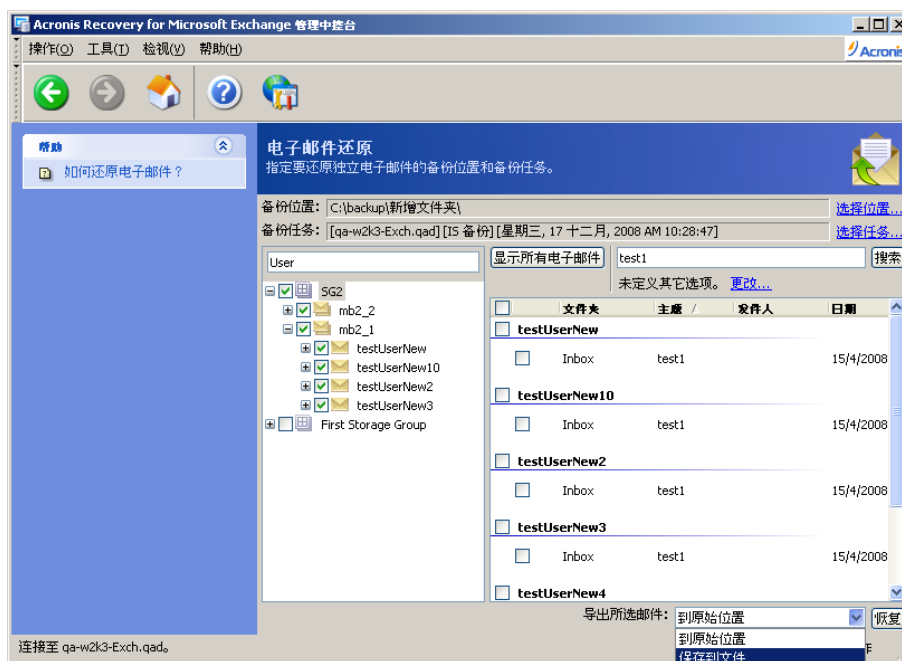 Acronis Recovery for Microsoft Exchange 管理中控台
操作(O) 工具(T) 检视(V) 帮助(H)
Acronis
帮助
如何还原电子邮件？
电子邮件还原
指定要还原独立电子邮件的备份位置和备份任务。
备份位置： C:\backup\新增文件夹\ 选择位置...
备份任务： [qa-w2k3-Exch.qad] [IS 备份] [星期三, 17 十二月, 2008 AM 10:28:47] 选择任务...
User 显示所有电子邮件 test1 搜索
未定义其它选项。 更改...
SG2
mb2_2
mb2_1
testUserNew
testUserNew10
testUserNew2
testUserNew3
First Storage Group
文件夹 主题 发件人 日期
testUserNew
Inbox test1 15/4/2008
testUserNew10
Inbox test1 15/4/2008
testUserNew2
Inbox test1 15/4/2008
testUserNew3
Inbox test1 15/4/2008
testUserNew4
导出所选邮件： 到原始位置 恢复
到原始位置
保存到文件
连接至 qa-w2k3-Exch.qad。